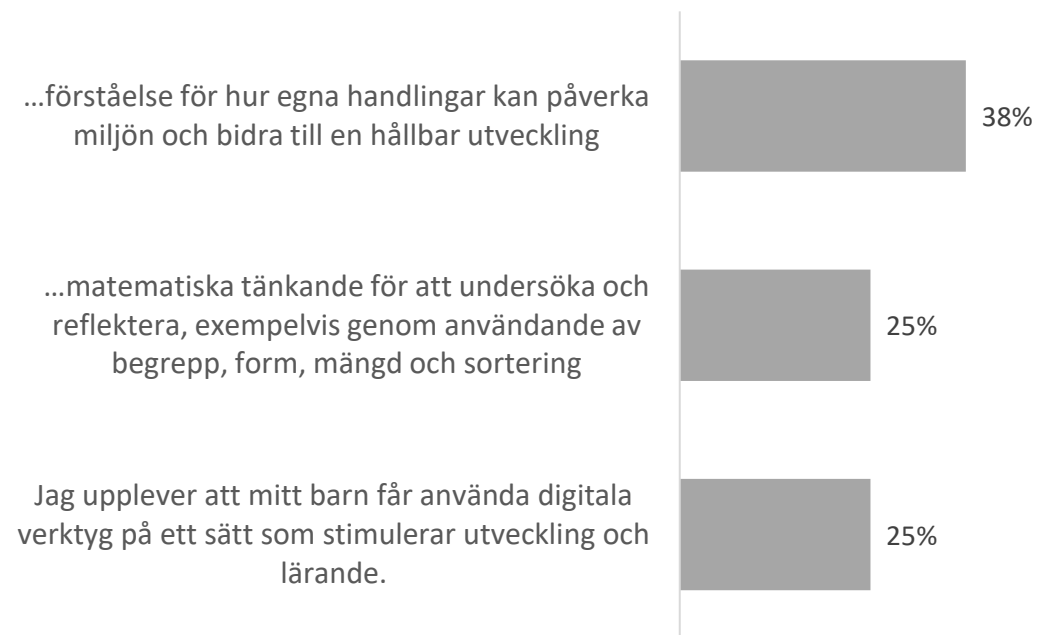 …förståelse för hur egna handlingar kan påverka
miljön och bidra till en hållbar utveckling
38%
…matematiska tänkande för att undersöka och
reflektera, exempelvis genom användande av
begrepp, form, mängd och sortering
25%
Jag upplever att mitt barn får använda digitala
verktyg på ett sätt som stimulerar utveckling och
lärande.
25%